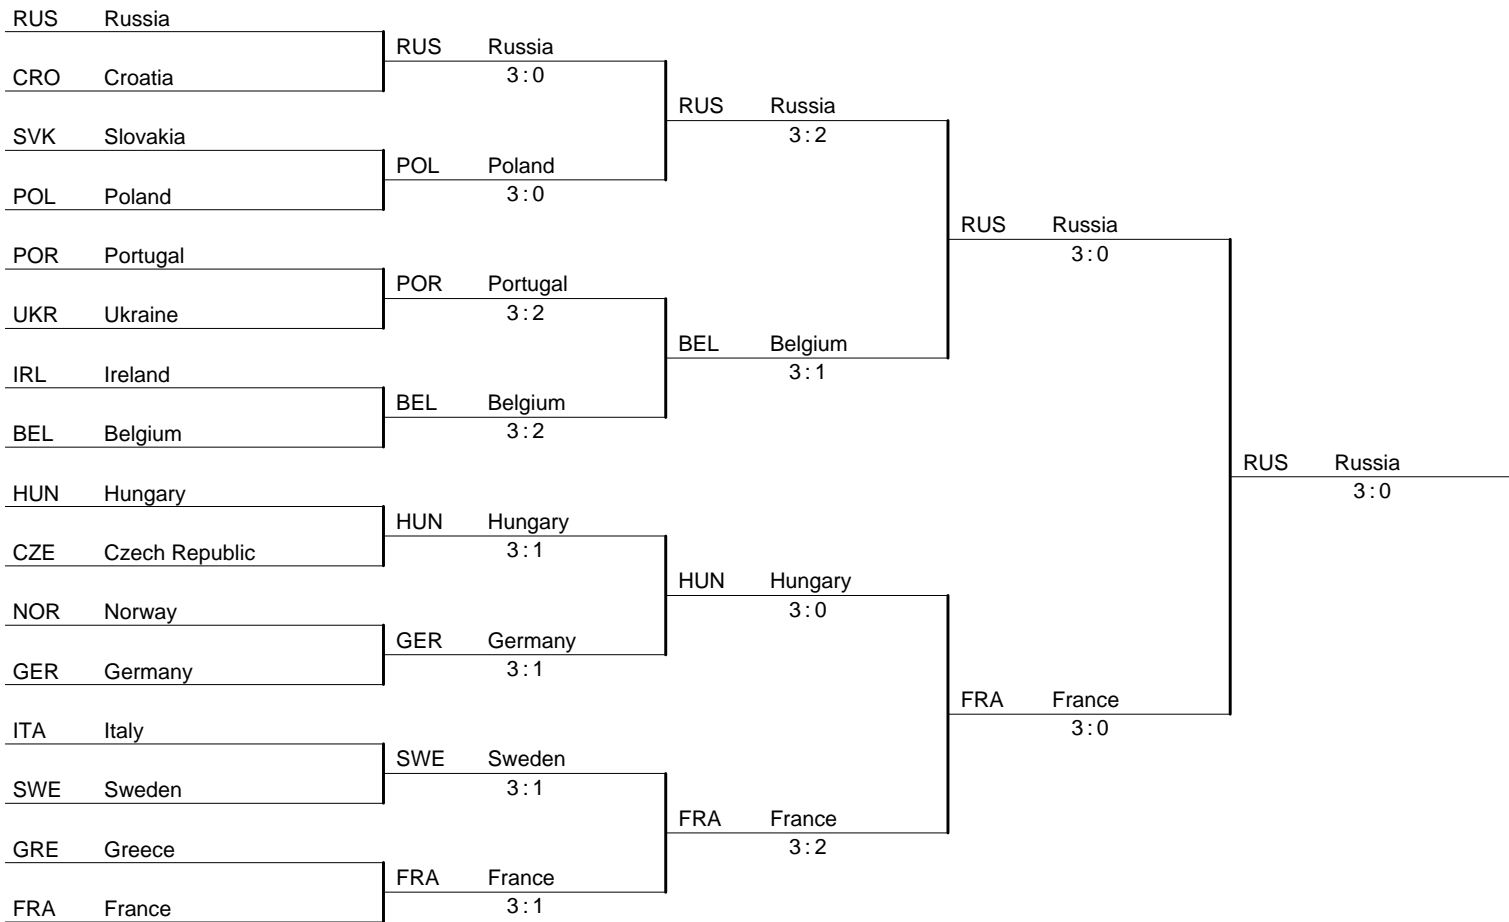 RUS Russia
RUS Russia
3:0
CRO Croatia
RUS Russia
3:2
SVK Slovakia
POL Poland
3:0
POL Poland
RUS Russia
3:0
POR Portugal
POR Portugal
3:2
UKR Ukraine
BEL Belgium
3:1
IRL Ireland
BEL Belgium
3:2
BEL Belgium
RUS Russia
3:0
HUN Hungary
HUN Hungary
3:1
CZE Czech Republic
HUN Hungary
3:0
NOR Norway
GER Germany
3:1
GER Germany
FRA France
3:0
ITA Italy
SWE Sweden
3:1
SWE Sweden
FRA France
3:2
GRE Greece
FRA France
3:1
FRA France